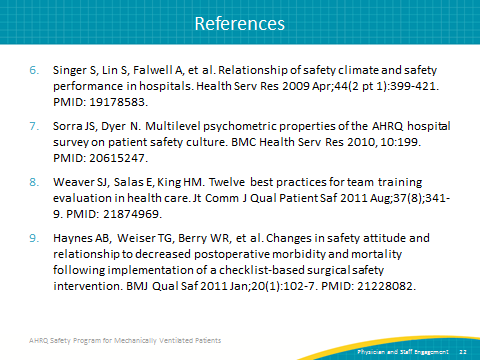 References
6. Singer S, Lin S, Falwell A, et al. Relationship of safety climate and safety
performance in hospitals. Health Serv Res 2009 Apr;44(2 pt 1):399-421.
PMID: 19178583.
7. Sorra JS, Dyer N. Multilevel psychometric properties of the AHRQ hospital
survey on patient safety culture. BMC Health Serv Res 2010, 10:199.
PMID: 20615247.
8. Weaver SJ, Salas E, King HM. Twelve best practices for team training
evaluation in health care. Jt Comm J Qual Patient Saf 2011 Aug;37(8);341-
9. PMID: 21874969.
9. Haynes AB, Weiser TG, Berry WR, et al. Changes in safety attitude and
relationship to decreased postoperative morbidity and mortality
following implementation of a checklist-based surgical safety
intervention. BMJ Qual Saf 2011 Jan;20(1):102-7. PMID: 21228082.
AHRQ Safety Program for Mechanically Ventilated Patients
Physician and Staff Engagement 22